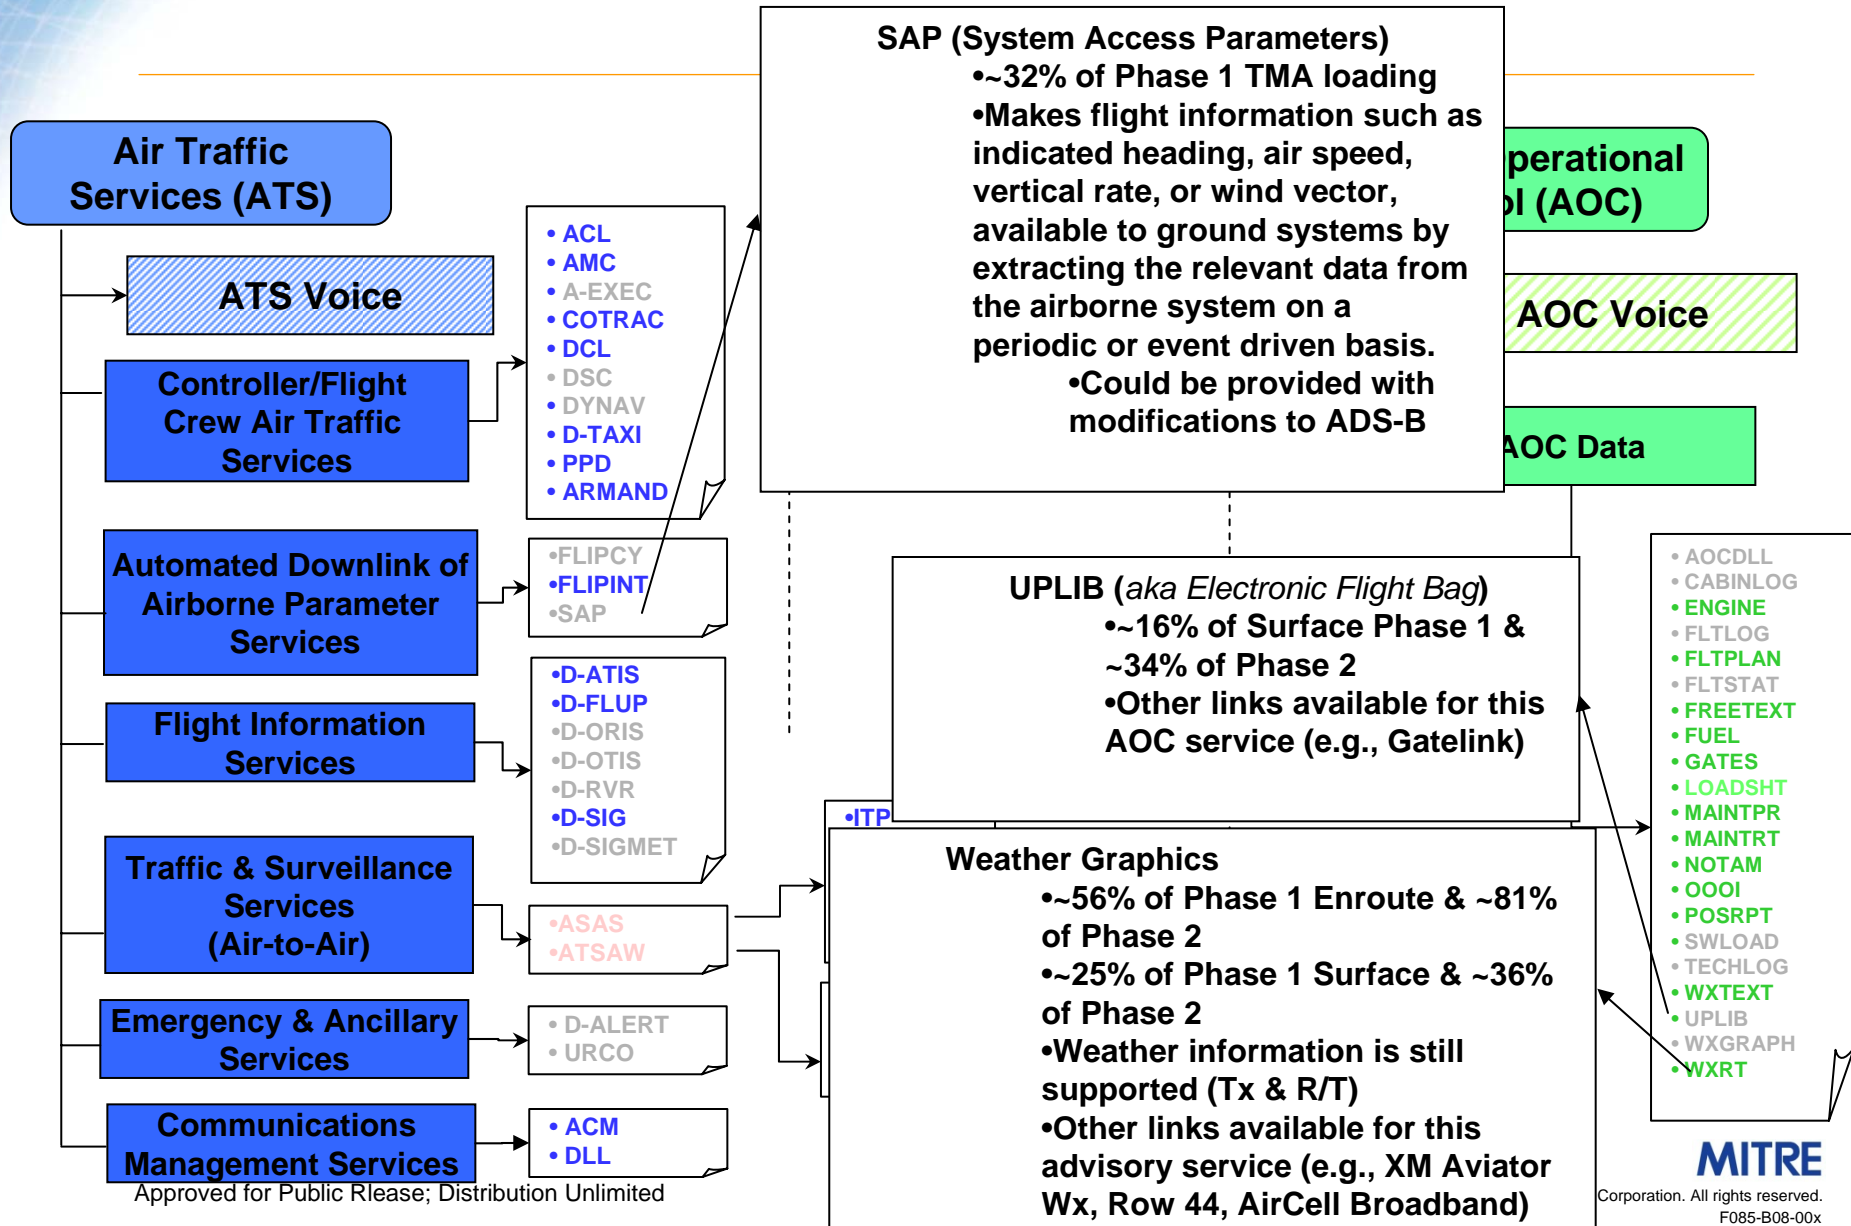 SAP (System Access Parameters)
•~32% of Phase 1 TMA loading
•Makes flight information such as
indicated heading, air speed,
vertical rate, or wind vector,
available to ground systems by
extracting the relevant data from
the airborne system on a
periodic or event driven basis.
•Could be provided with
modifications to ADS-B
Air Traffic
Services (ATS)
ATS Voice
Controller/Flight
Crew Air Traffic
Services
Automated Downlink of
Airborne Parameter
Services
Flight Information
Services
Traffic & Surveillance
Services
(Air-to-Air)
Emergency & Ancillary
Services
Communications
Management Services
• ACL
• AMC
• A-EXEC
• COTRAC
• DCL
• DSC
• DYNAV
• D-TAXI
• PPD
• ARMAND
•FLIPCY
•FLIPINT
•SAP
•D-ATIS
•D-FLUP
•D-ORIS
•D-OTIS
•D-RVR
•D-SIG
•D-SIGMET
•ASAS
•ATSAW
• D-ALERT
• URCO
• ACM
• DLL
•ITP
UPLIB (aka Electronic Flight Bag)
•~16% of Surface Phase 1 &
~34% of Phase 2
•Other links available for this
AOC service (e.g., Gatelink)
Weather Graphics
•~56% of Phase 1 Enroute & ~81%
of Phase 2
•~25% of Phase 1 Surface & ~36%
of Phase 2
•Weather information is still
supported (Tx & R/T)
•Other links available for this
advisory service (e.g., XM Aviator
Wx, Row 44, AirCell Broadband)
perational
ol (AOC)
AOC Voice
AOC Data
• AOCDLL
• CABINLOG
• ENGINE
• FLTLOG
• FLTPLAN
• FLTSTAT
• FREETEXT
• FUEL
• GATES
• LOADSHT
• MAINTPR
• MAINTRT
• NOTAM
• OOOI
• POSRPT
• SWLOAD
• TECHLOG
• WXTEXT
• UPLIB
• WXGRAPH
• WXRT
MITRE
Approved for Public Rlease; Distribution Unlimited
Corporation. All rights reserved.
F085-B08-00x